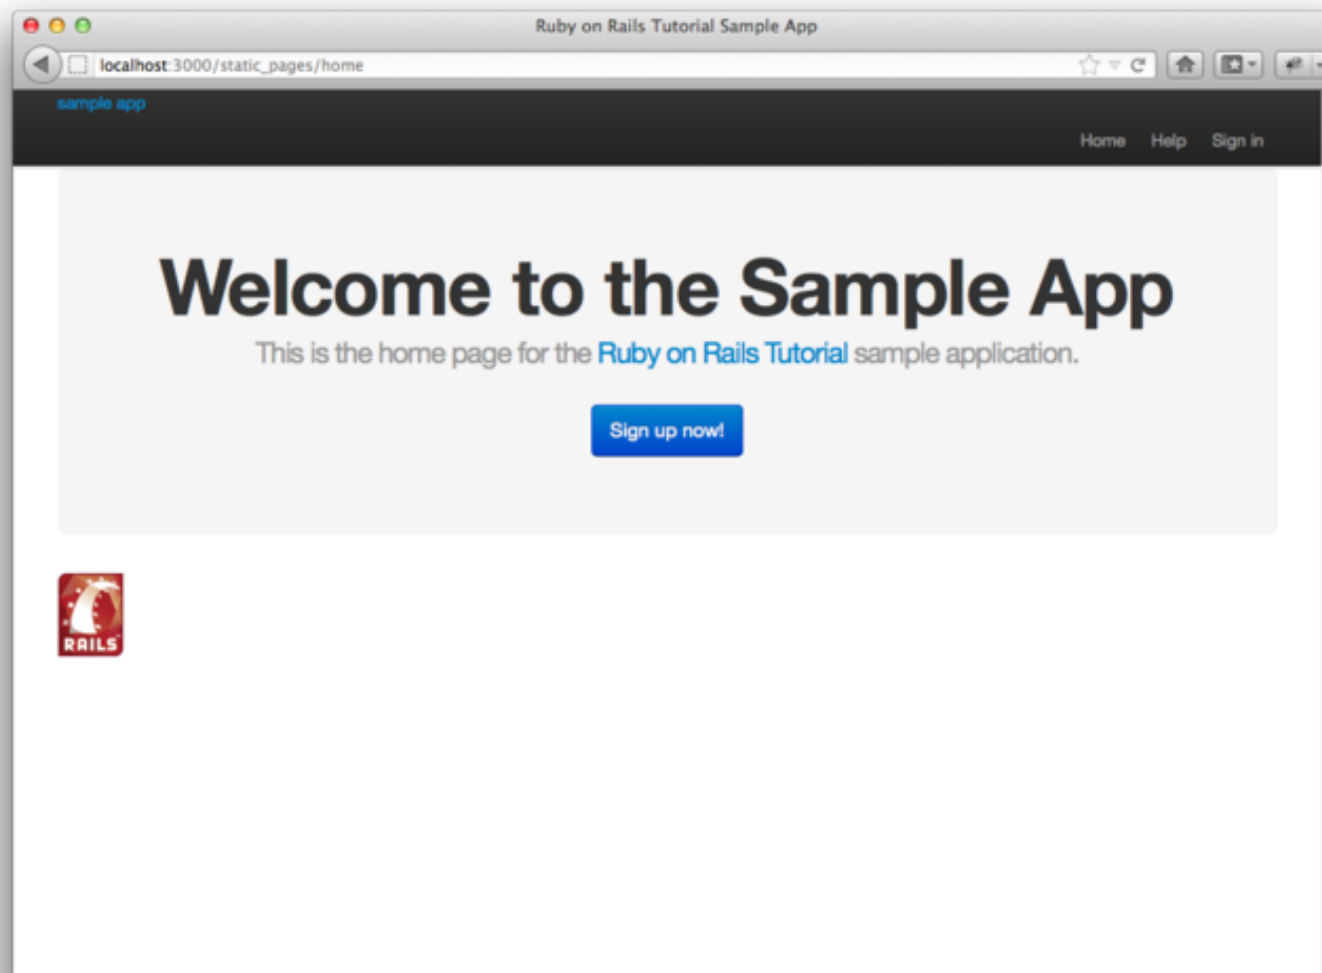 Ruby on Rails Tutorial Sample App
localhost:3000/static_pages/home
sample app
Home Help Sign in
Welcome to the Sample App
This is the home page for the Ruby on Rails Tutorial sample application.
Sign up now!
RAILS